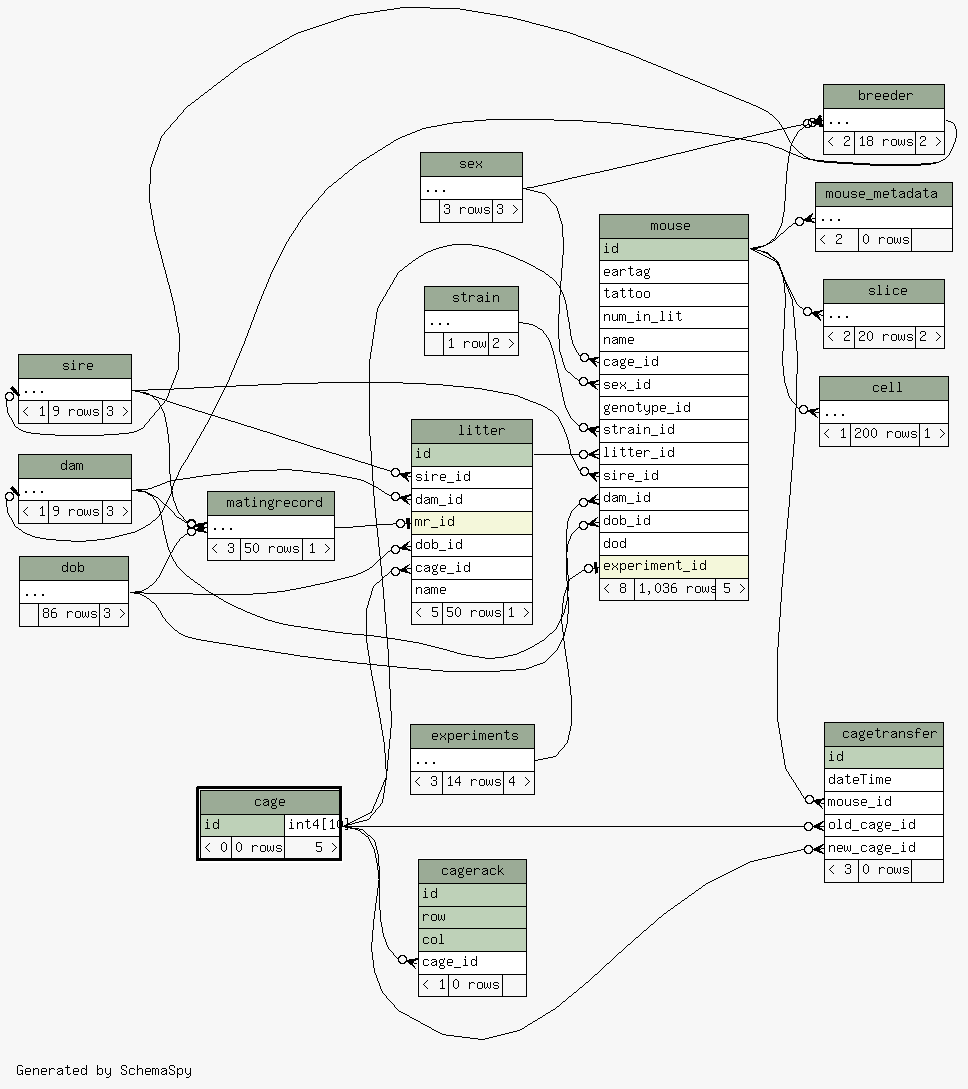 breeder
...
< 2 18 rows 2 >
sex
...
3 rows 3 >
mouse_metadata
...
< 2 0 rows
mouse
id
eartag
tattoo
num_in_lit
name
cage_id
sex_id
genotype_id
strain_id
litter_id
sire_id
dam_id
dob_id
dod
experiment_id
< 8 1,036 rows 5 >
slice
...
< 2 20 rows 2 >
strain
...
1 row 2 >
sire
...
< 1 9 rows 3 >
cell
...
< 1 200 rows 1 >
litter
id
sire_id
dam_id
mr_id
dob_id
cage_id
name
< 5 50 rows 1 >
dam
...
< 1 9 rows 3 >
matingrecord
...
< 3 50 rows 1 >
dob
...
86 rows 3 >
experiments
...
< 3 14 rows 4 >
cagetransfer
id
dateTime
mouse_id
old_cage_id
new_cage_id
< 3 0 rows
cage
id int4[10]
< 0 0 rows 5 >
cagerack
id
row
col
cage_id
< 1 0 rows
Generated by SchemaSpy